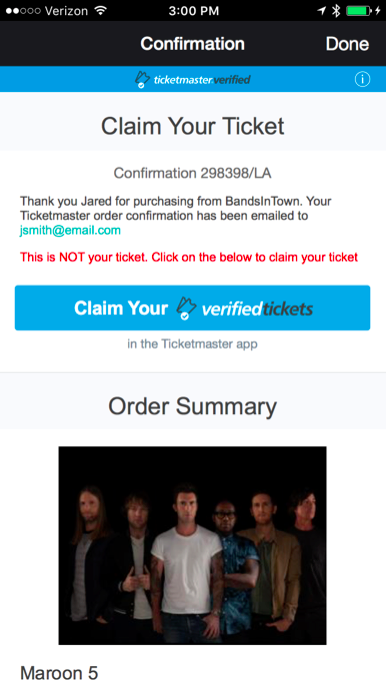 Verizon 3:00 PM
Confirmation Done
ticketmaster verified i
Claim Your Ticket
Confirmation 298398/LA
Thank you Jared for purchasing from BandsInTown. Your
Ticketmaster order confirmation has been emailed to
jsmith@email.com
This is NOT your ticket. Click on the below to claim your ticket
Claim Your verifiedtickets
in the Ticketmaster app
Order Summary
Maroon 5